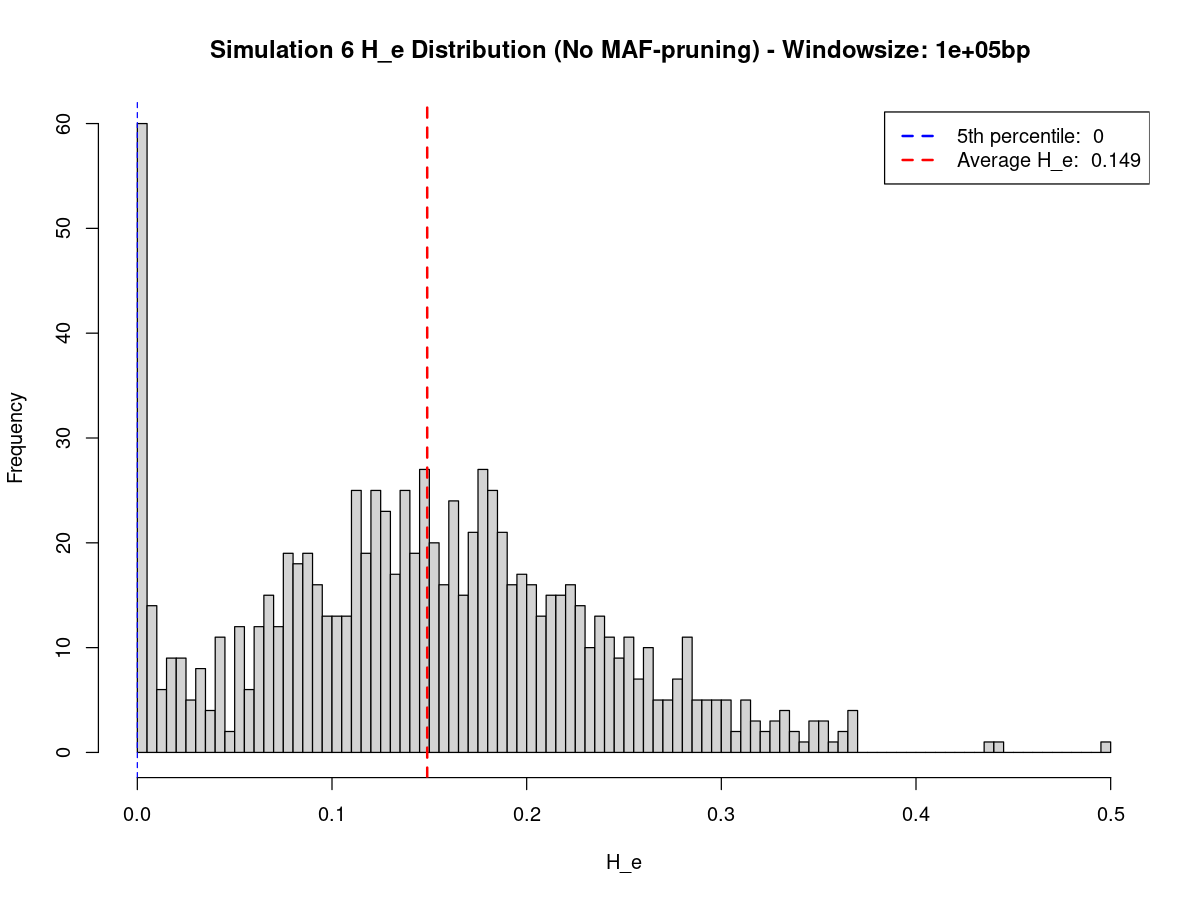 Simulation 6 H_e Distribution (No MAF-pruning) - Windowsize: 1e+05bp
5th percentile: 0
Average H_e: 0.149
Frequency
60
50
40
30
20
10
0
0.0 0.1 0.2 0.3 0.4 0.5
H_e